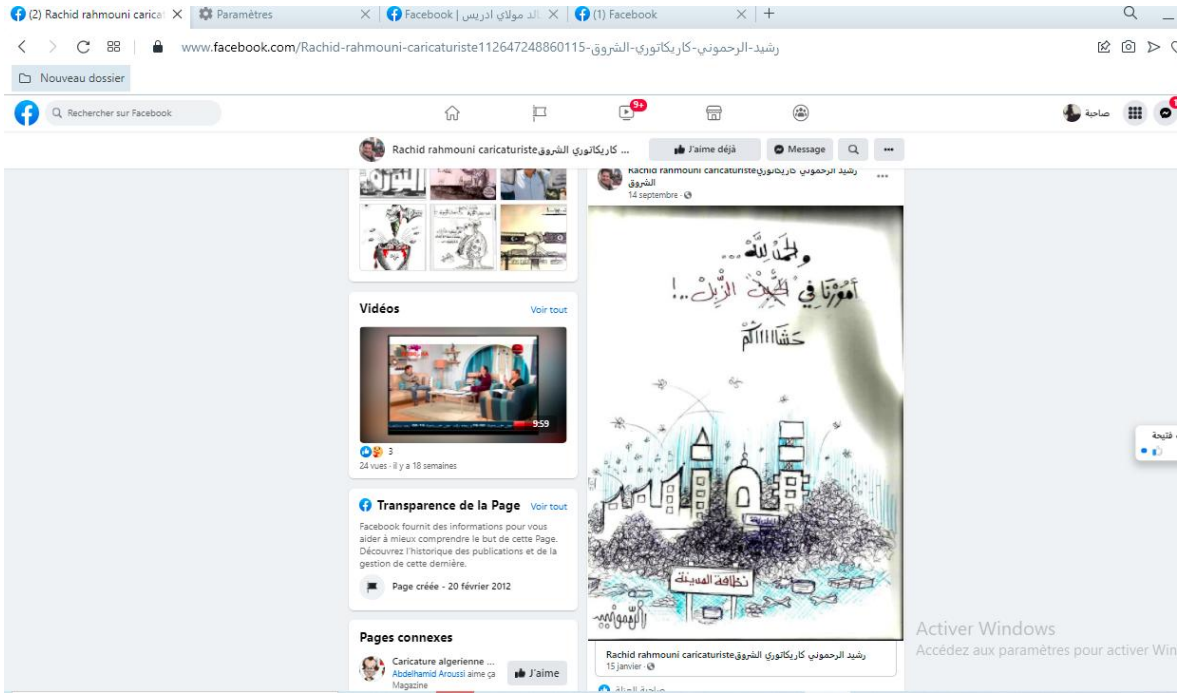 (2) Rachid rahmouni caricat
Paramètres
الد مولاي ادريس | Facebook
(1) Facebook
www.facebook.com/Rachid-rahmouni-caricaturiste112647248860115-رشيد-الرحموني-كاريكاتوري-الشروق
Nouveau dossier
Rechercher sur Facebook
9+
صاحبة
Rachid rahmouni caricaturisteكاريكاتوري الشروق ...
J'aime déjà
Message
Rachid rahmouni caricaturisteرشيد الرحموني كاريكاتوري
الشروق
14 septembre
والحمد لله...
أمورنا في الزبل..!
حشااااكم
نظافة المدينة
الرحموني
Vidéos
Voir tout
9:59
3
24 vues · il y a 18 semaines
Transparence de la Page
Voir tout
Facebook fournit des informations pour vous
aider à mieux comprendre le but de cette Page.
Découvrez l'historique des publications et de la
gestion de cette dernière.
Page créée - 20 février 2012
Pages connexes
Caricature algerienne ...
Abdelhamid Aroussi aime ça
Magazine
J'aime
Rachid rahmouni caricaturisteرشيد الرحموني كاريكاتوري الشروق
15 janvier
فتيحة
Activer Windows
Accédez aux paramètres pour activer Win